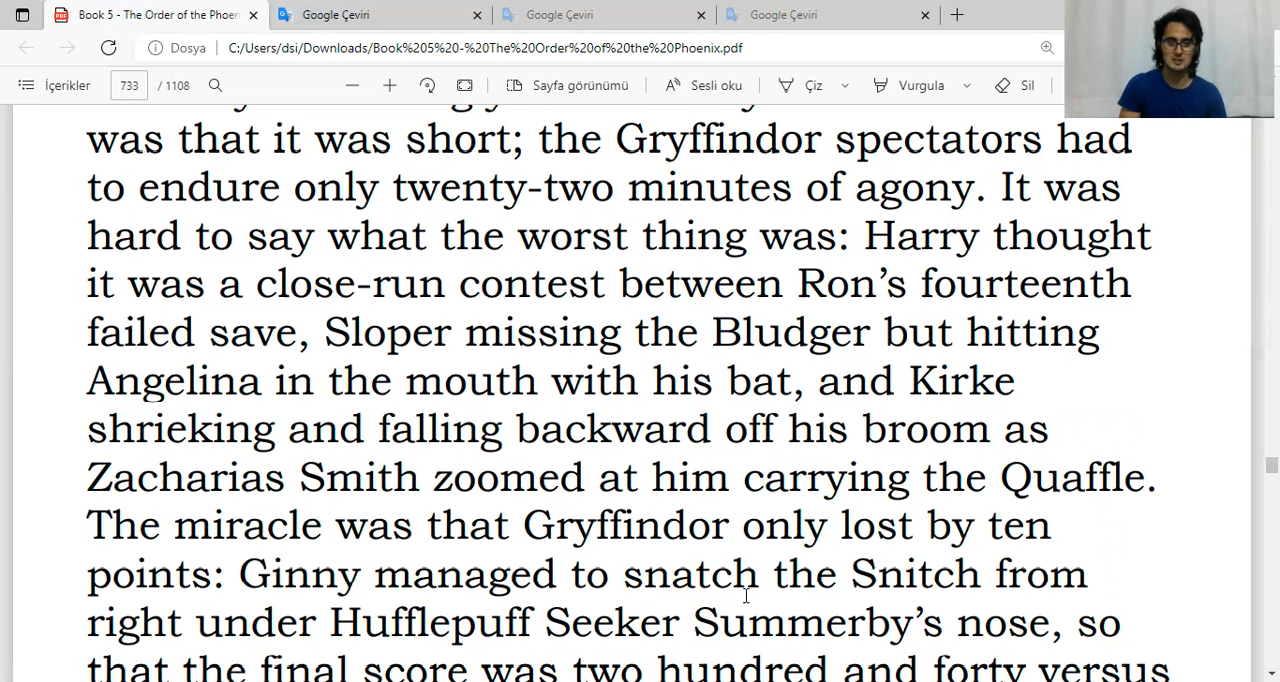 Book 5 - The Order of the Phoen
Google Çeviri
Google Çeviri
Google Çeviri
Dosya
C:/Users/dsi/Downloads/Book%205%20-%20The%20Order%20of%20the%20Phoenix.pdf
İçerikler
733 / 1108
Sayfa görünümü
Sesli oku
Çiz
Vurgula
Sil
was that it was short; the Gryffindor spectators had
to endure only twenty-two minutes of agony. It was
hard to say what the worst thing was: Harry thought
it was a close-run contest between Ron’s fourteenth
failed save, Sloper missing the Bludger but hitting
Angelina in the mouth with his bat, and Kirke
shrieking and falling backward off his broom as
Zacharias Smith zoomed at him carrying the Quaffle.
The miracle was that Gryffindor only lost by ten
points: Ginny managed to snatch the Snitch from
right under Hufflepuff Seeker Summerby’s nose, so
that the final score was two hundred and forty versus